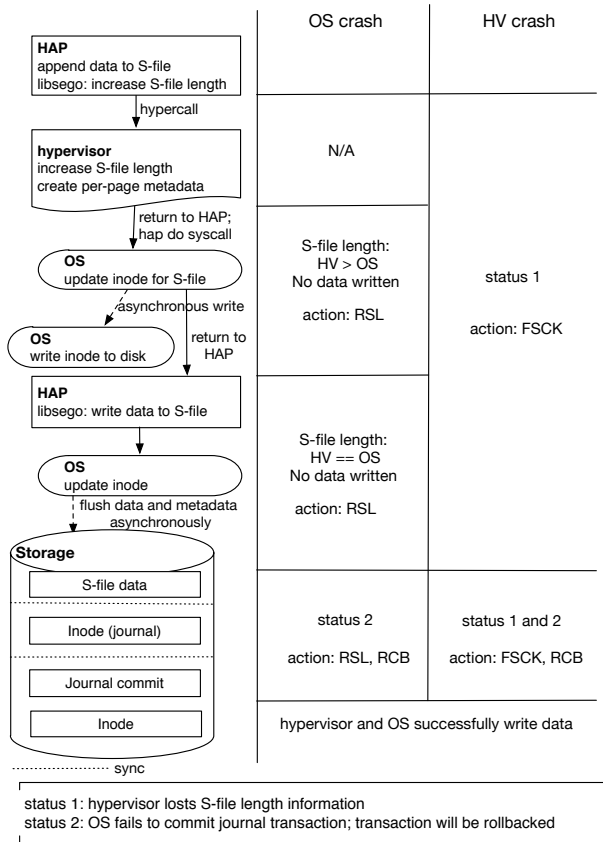 OS crash
HV crash
HAP
append data to S-file
libsego: increase S-file length
hypercall
hypervisor
increase S-file length
create per-page metadata
N/A
return to HAP;
hap do syscall
OS
update inode for S-file
S-file length:
HV > OS
No data written
action: RSL
status 1
action: FSCK
asynchronous write
OS
write inode to disk
return to
HAP
HAP
libsego: write data to S-file
S-file length:
HV == OS
No data written
action: RSL
OS
update inode
flush data and metadata
asynchronously
Storage
S-file data
Inode (journal)
Journal commit
Inode
status 2
action: RSL, RCB
status 1 and 2
action: FSCK, RCB
hypervisor and OS successfully write data
sync
status 1: hypervisor losts S-file length information
status 2: OS fails to commit journal transaction; transaction will be rollbacked